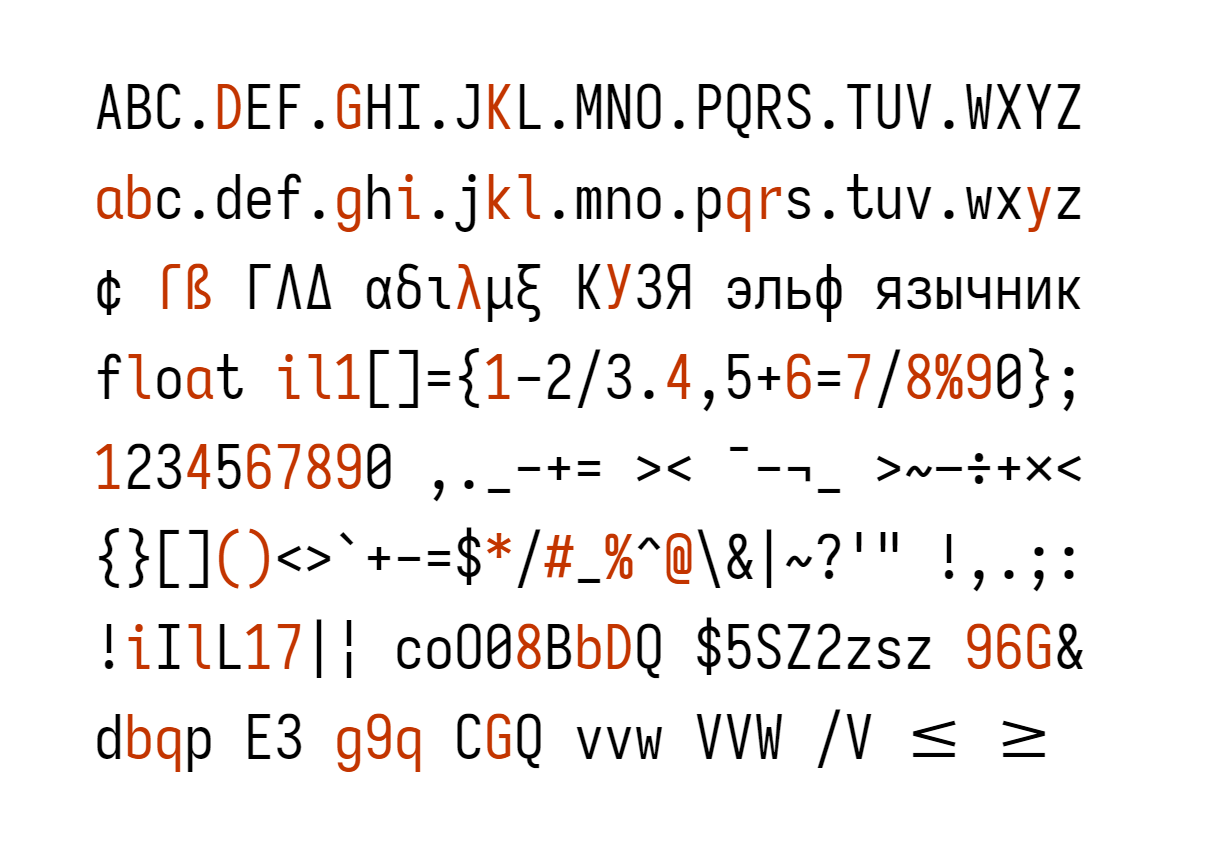 ABC.DEF.GHI.JKL.MNO.PQRS.TUV.WXYZ
abc.def.ghi.jkl.mno.pqrs.tuv.wxyz
¢ ſß ΓΛΔ αδιλμξ КУЗЯ эльф язычник
float il1[]={1-2/3.4,5+6=7/8%90};
1234567890 ,._-+= >< ¯-¬_ >~–÷+×<
{}[]()<>`+-=$*/#_%^@\&|~?'" !,.;:
!iIlL17|¦ coO08BbDQ $5SZ2zsz 96G&
dbqp E3 g9q CGQ vvw VVW /V ≤ ≥